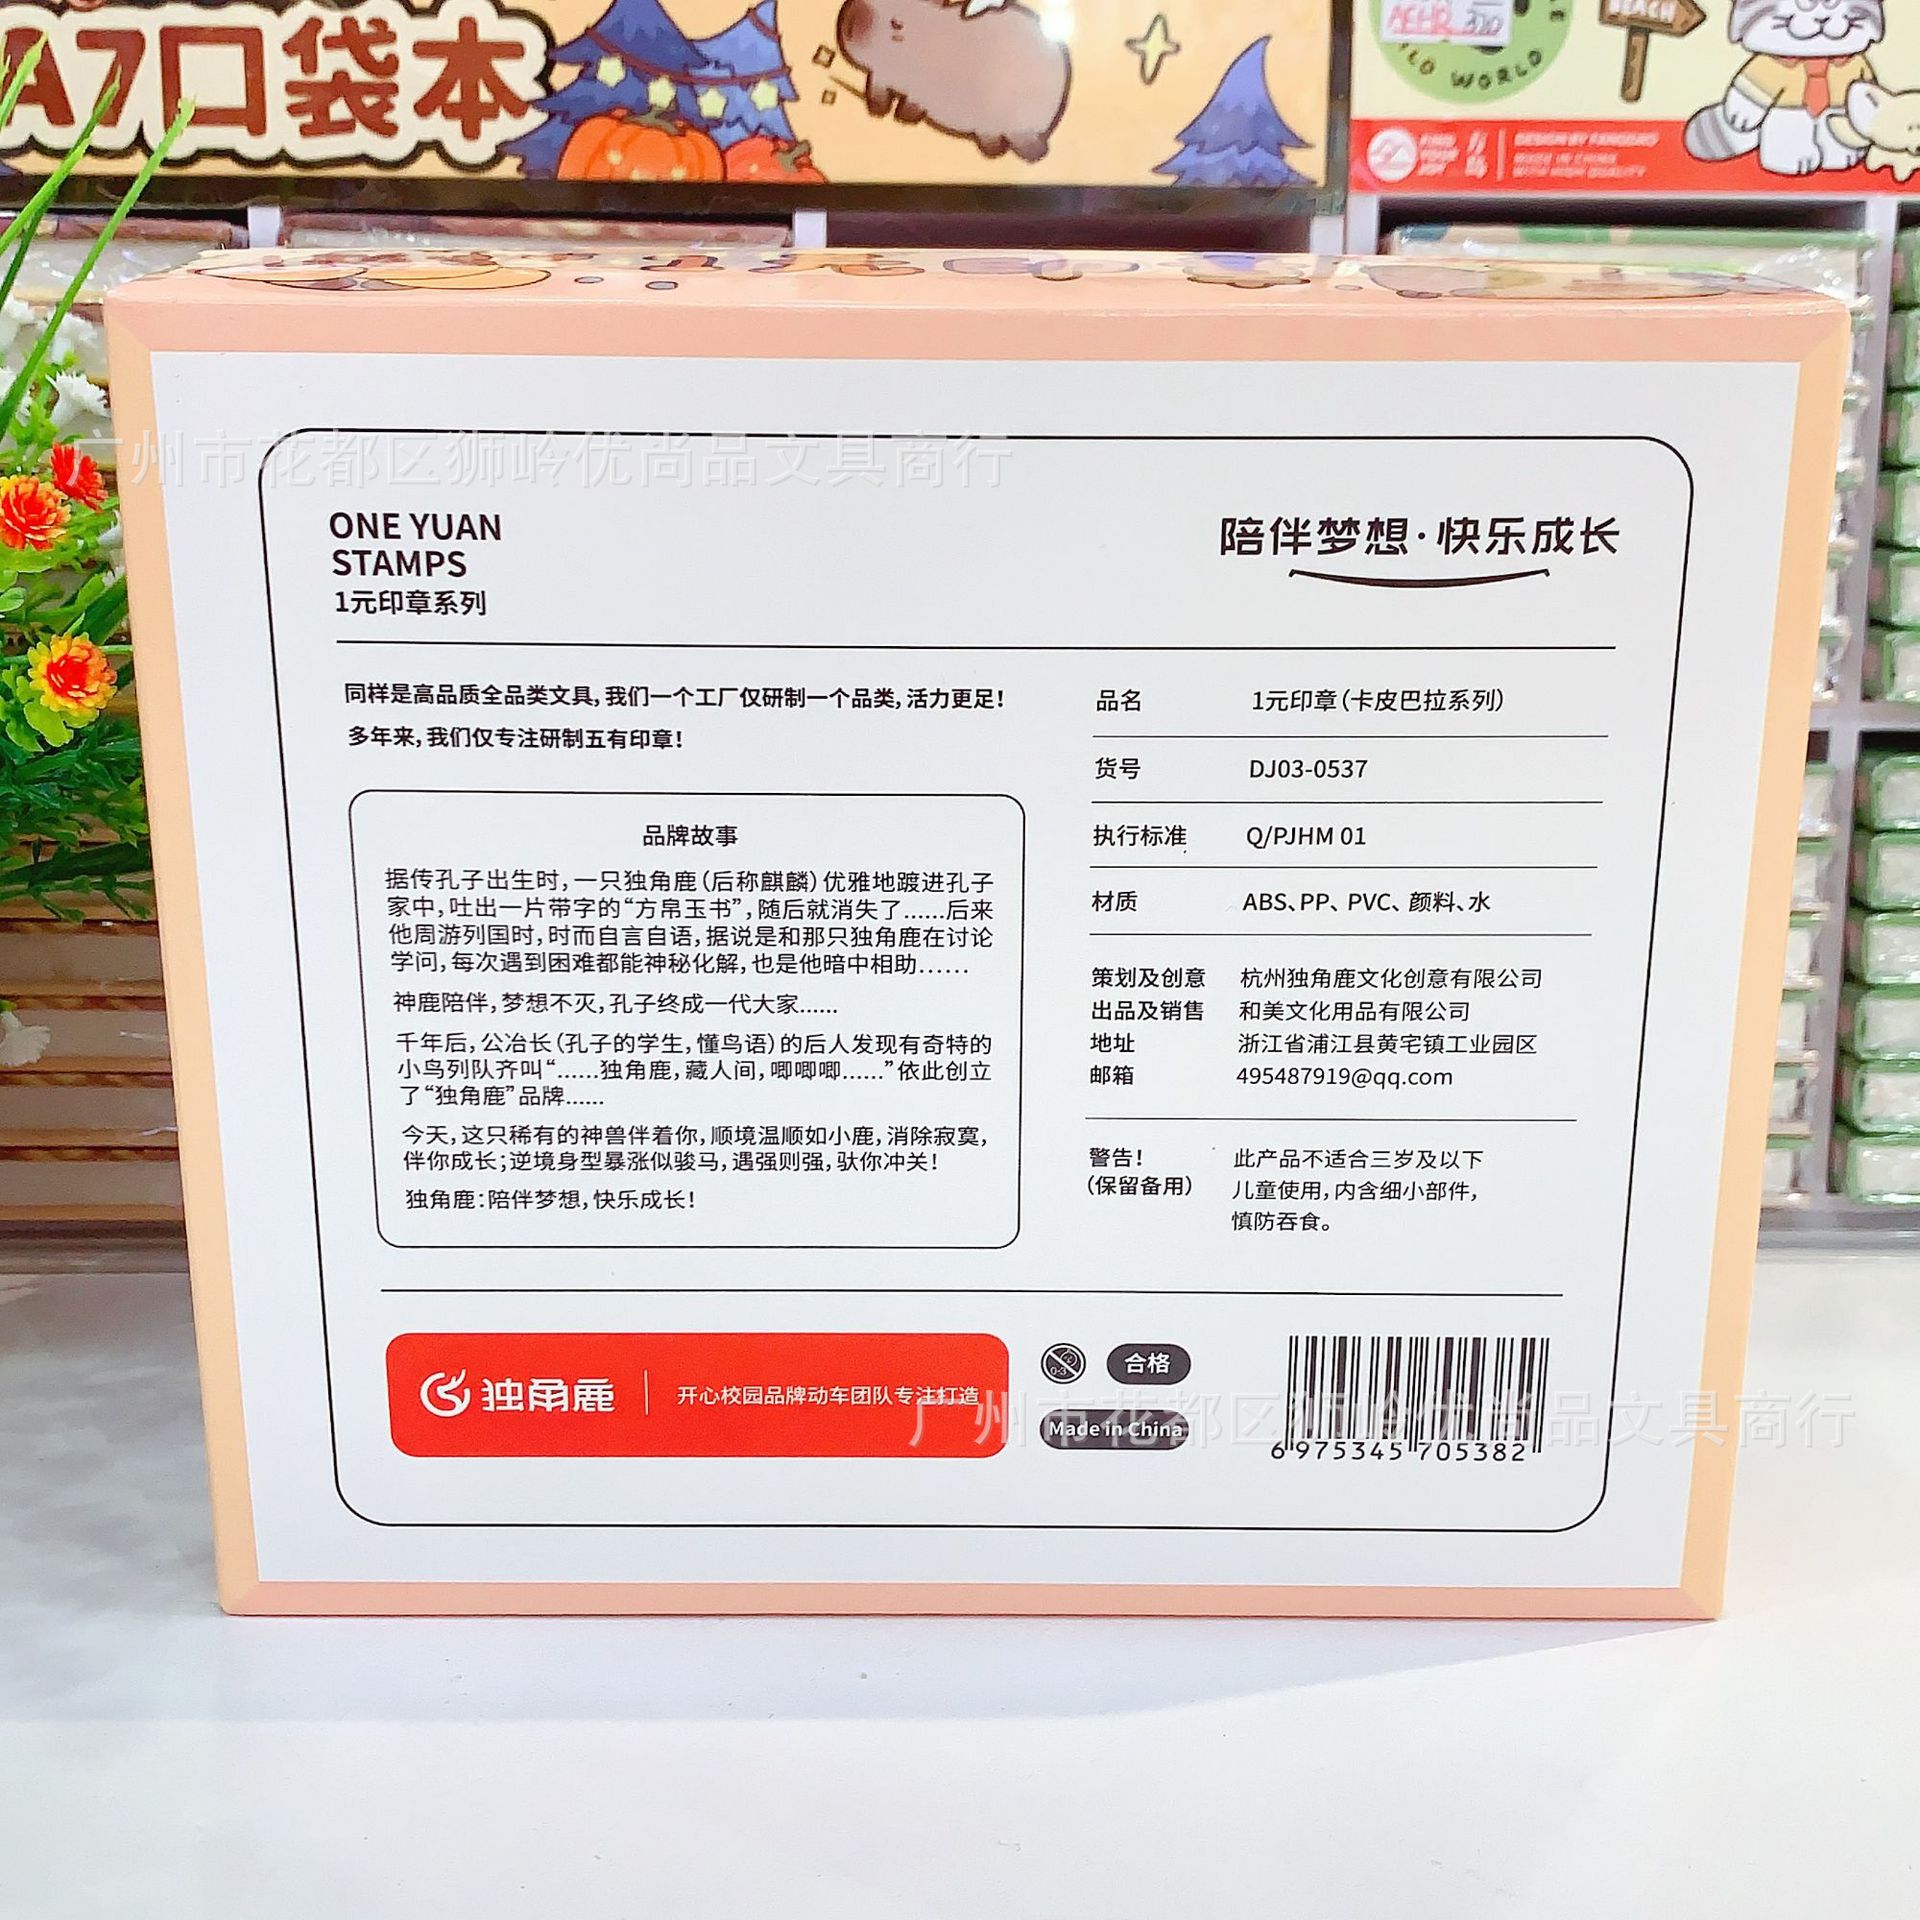 A7口袋本
BEACH
WORLD
DESIGN BY FANGUAO
MADE IN CHINA
WITH HIGH QUALITY
广州市花都区狮岭优尚品文具商行
ONE YUAN
STAMPS
1元印章系列
陪伴梦想·快乐成长
同样是高品质全品类文具,我们一个工厂仅研制一个品类,活力更足!
多年来,我们仅专注研制五有印章!
品牌故事
据传孔子出生时,一只独角鹿(后称麒麟)优雅地踱进孔子
家中,吐出一片带字的“方帛玉书”,随后就消失了......后来
他周游列国时,时而自言自语,据说是和那只独角鹿在讨论
学问,每次遇到困难都能神秘化解,也是他暗中相助......
神鹿陪伴,梦想不灭,孔子终成一代大家......
千年后,公冶长(孔子的学生,懂鸟语)的后人发现有奇特的
小鸟列队齐叫“......独角鹿,藏人间,唧唧唧......”依此创立
了“独角鹿”品牌......
今天,这只稀有的神兽伴着你,顺境温顺如小鹿,消除寂寞,
伴你成长;逆境身型暴涨似骏马,遇强则强,驮你冲关!
独角鹿:陪伴梦想,快乐成长!
品名 1元印章(卡皮巴拉系列)
货号 DJ03-0537
执行标准 Q/PJHM 01
材质 ABS、PP、PVC、颜料、水
策划及创意 杭州独角鹿文化创意有限公司
出品及销售 和美文化用品有限公司
地址 浙江省浦江县黄宅镇工业园区
邮箱 495487919@qq.com
警告! 此产品不适合三岁及以下
(保留备用) 儿童使用,内含细小部件,
慎防吞食。
独角鹿 开心校园品牌动车团队专注打造
0-3
合格
Made in China
6 975345 705382
广州市花都区狮岭优尚品文具商行